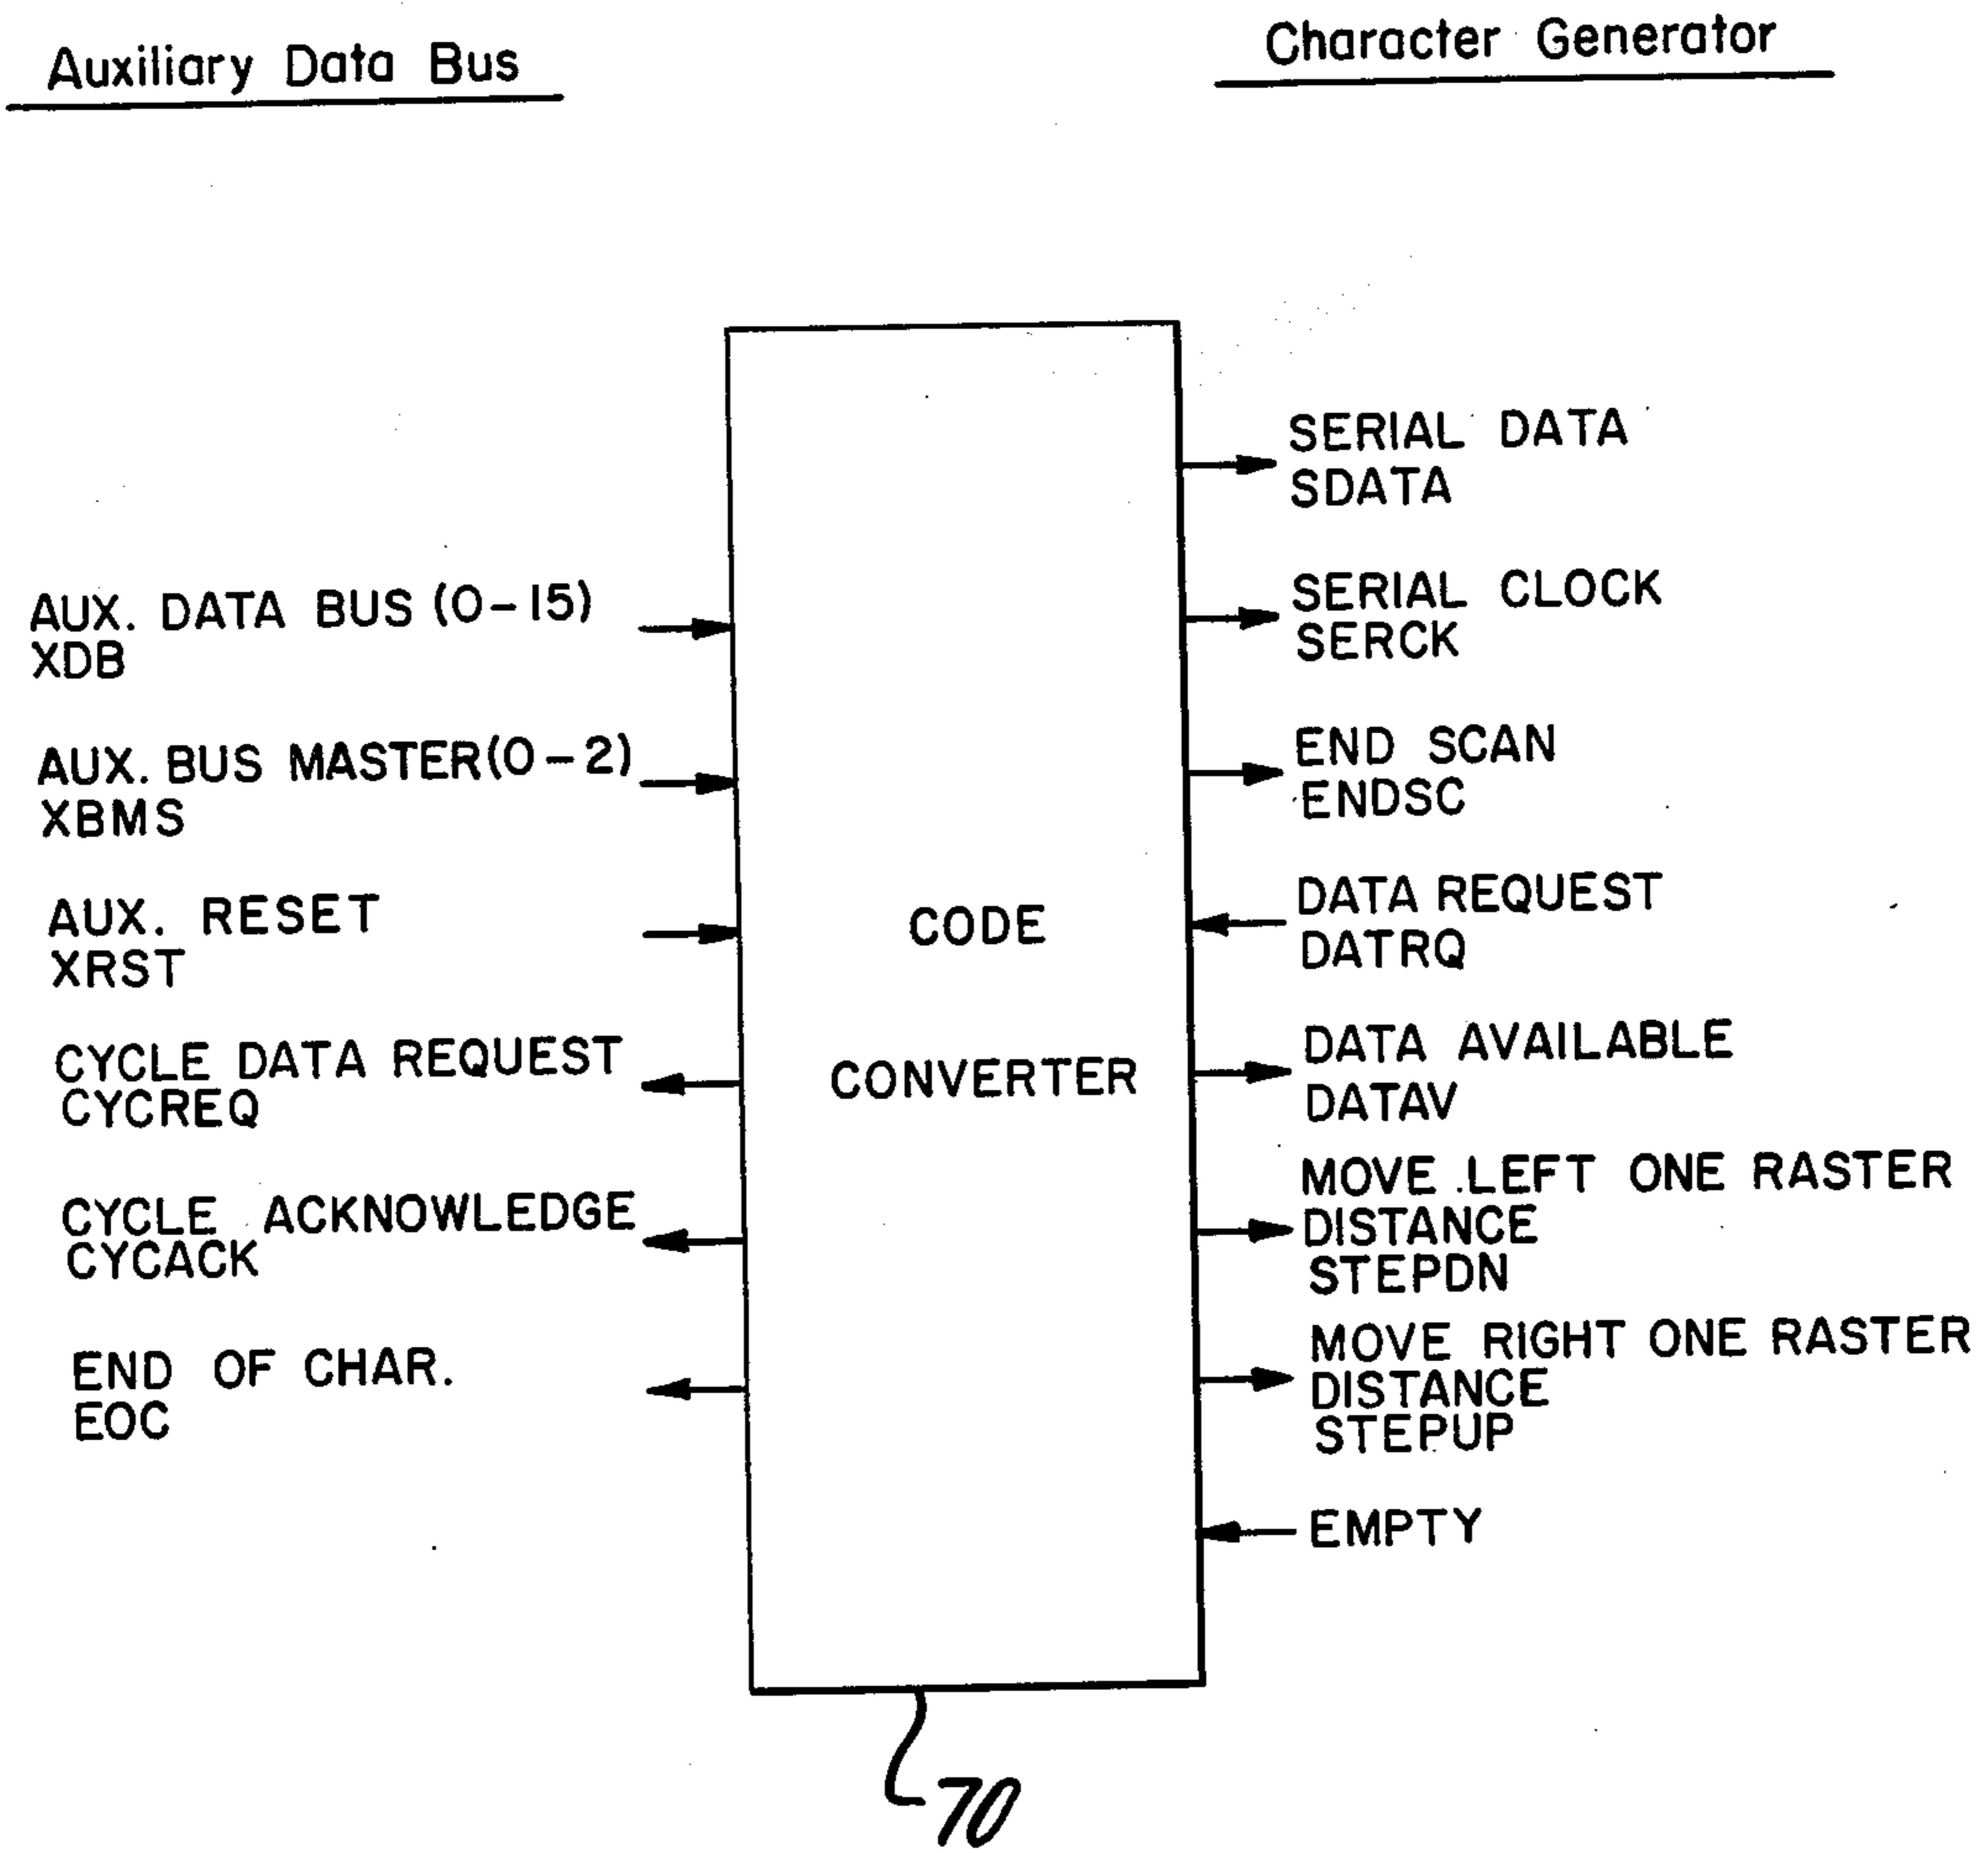 Auxiliary Data Bus
Character Generator
AUX. DATA BUS (0-15)
XDB
AUX. BUS MASTER(0-2)
XBMS
AUX. RESET
XRST
CYCLE DATA REQUEST
CYCREQ
CYCLE ACKNOWLEDGE
CYCACK
END OF CHAR.
EOC
CODE
CONVERTER
SERIAL DATA
SDATA
SERIAL CLOCK
SERCK
END SCAN
ENDSC
DATA REQUEST
DATRQ
DATA AVAILABLE
DATAV
MOVE LEFT ONE RASTER
DISTANCE
STEPDN
MOVE RIGHT ONE RASTER
DISTANCE
STEPUP
EMPTY
70